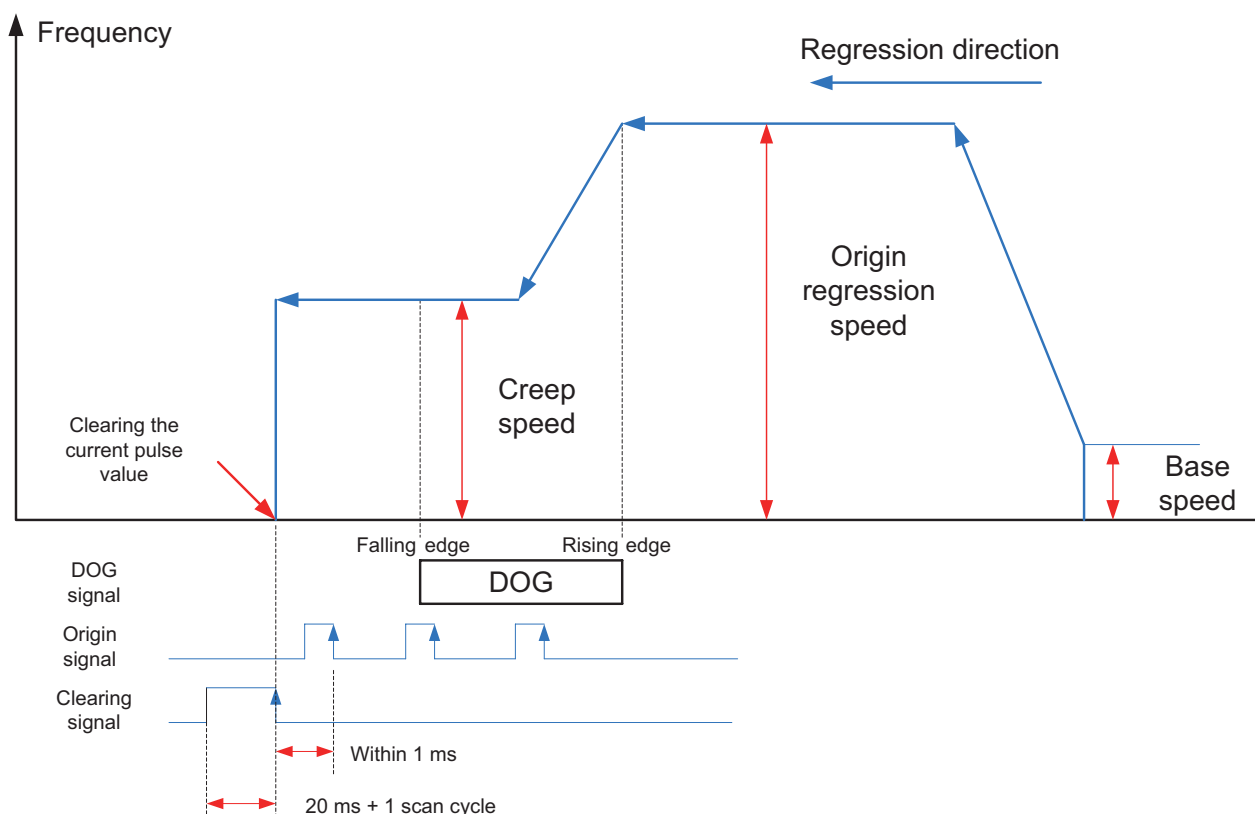 Frequency
Regression direction
Origin
regression
speed
Creep
speed
Clearing the
current pulse
value
Base
speed
Falling edge
Rising edge
DOG
signal
DOG
Origin
signal
Clearing
signal
Within 1 ms
20 ms + 1 scan cycle